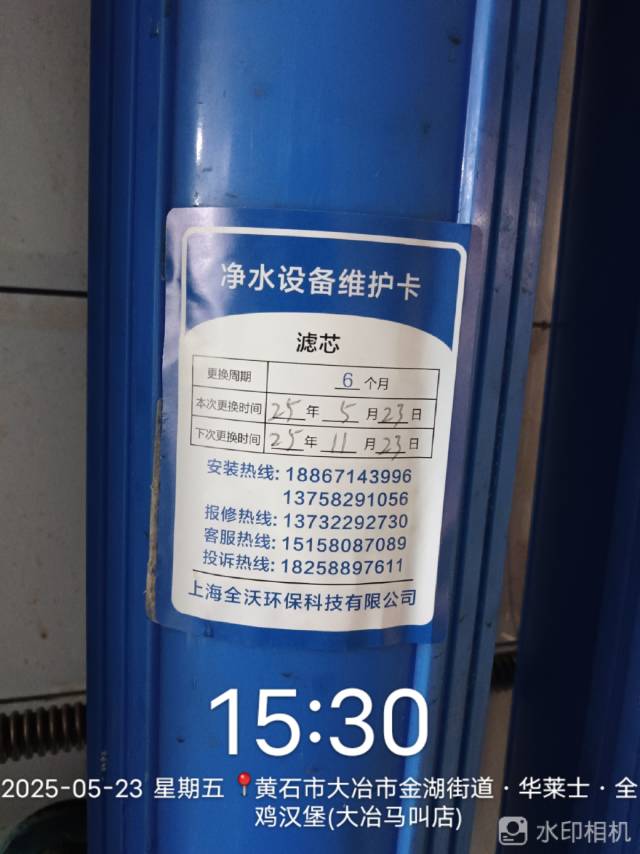 净水设备维护卡
滤芯
更换周期 6 个月
本次更换时间 25 年 5 月 23 日
下次更换时间 25 年 11 月 23 日
安装热线: 18867143996
13758291056
报修热线: 13732292730
客服热线: 15158087089
投诉热线: 18258897611
上海全沃环保科技有限公司
15:30
2025-05-23 星期五 黄石市大冶市金湖街道·华莱士·全
鸡汉堡(大冶马叫店)
水印相机